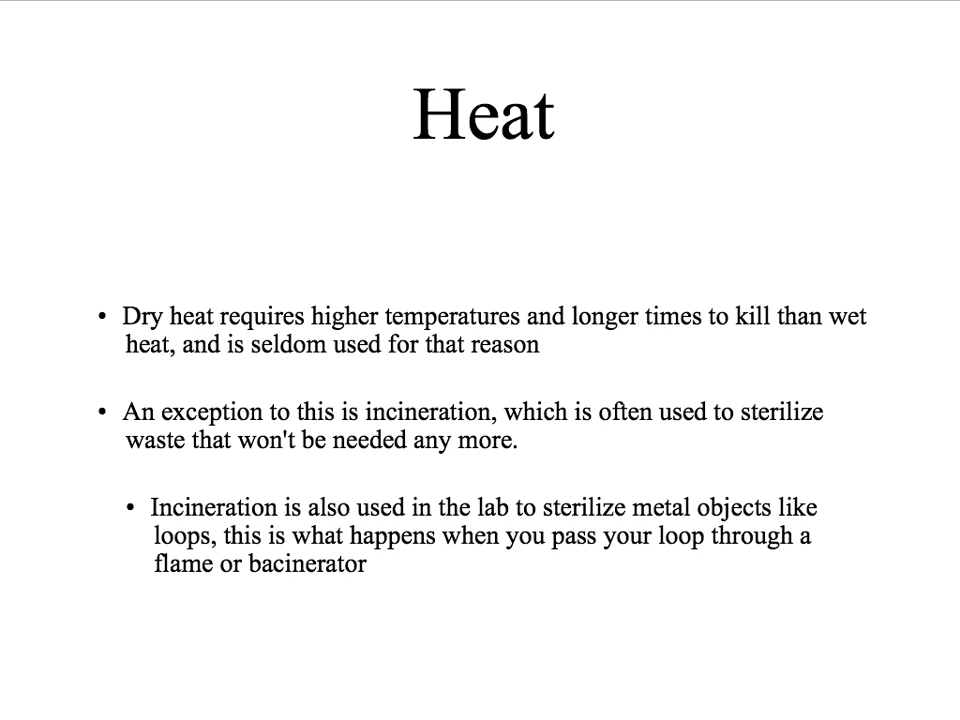 Heat
• Dry heat requires higher temperatures and longer times to kill than wet
heat, and is seldom used for that reason
• An exception to this is incineration, which is often used to sterilize
waste that won't be needed any more.
• Incineration is also used in the lab to sterilize metal objects like
loops, this is what happens when you pass your loop through a
flame or bacinerator